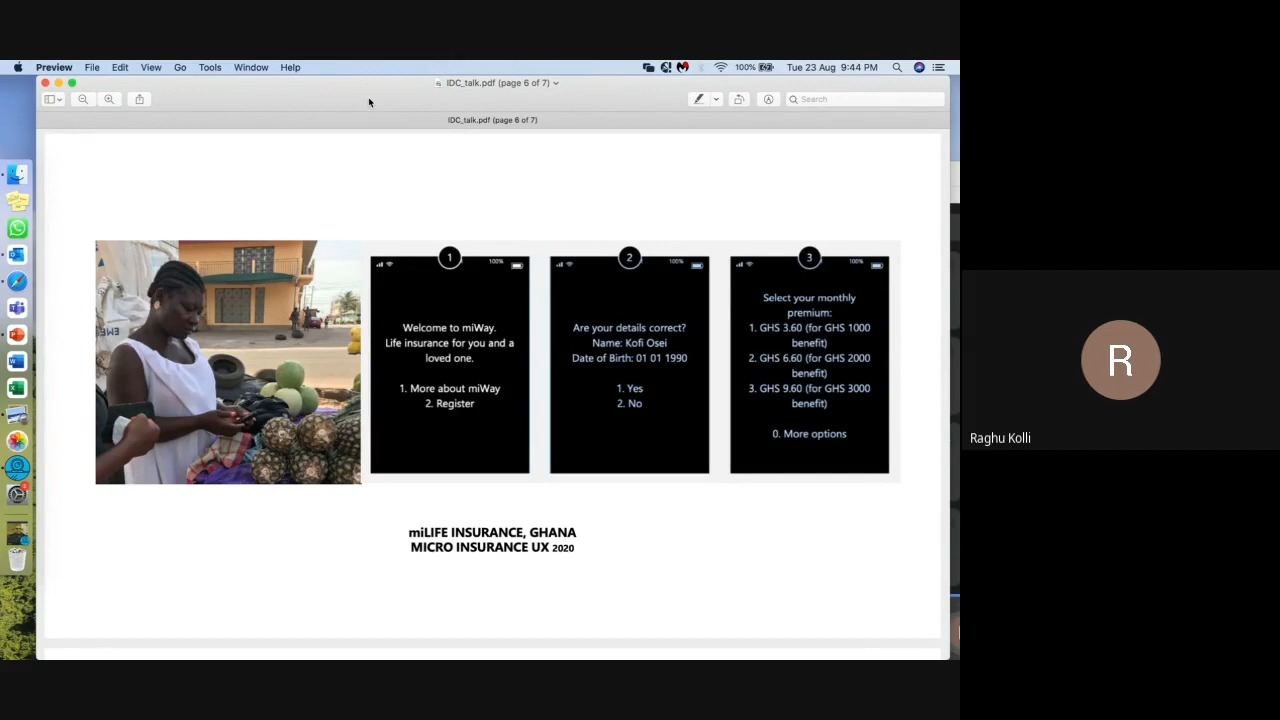 Preview File Edit View Go Tools Window Help
100% Tue 23 Aug 9:44 PM
IDC_talk.pdf (page 6 of 7)
Search
IDC_talk.pdf (page 6 of 7)
1
100%
Welcome to miWay.
Life insurance for you and a
loved one.
1. More about miWay
2. Register
2
100%
Are your details correct?
Name: Kofi Osei
Date of Birth: 01 01 1990
1. Yes
2. No
3
100%
Select your monthly
premium:
1. GHS 3.60 (for GHS 1000
benefit)
2. GHS 6.60 (for GHS 2000
benefit)
3. GHS 9.60 (for GHS 3000
benefit)
0. More options
miLIFE INSURANCE, GHANA
MICRO INSURANCE UX 2020
R
Raghu Kolli